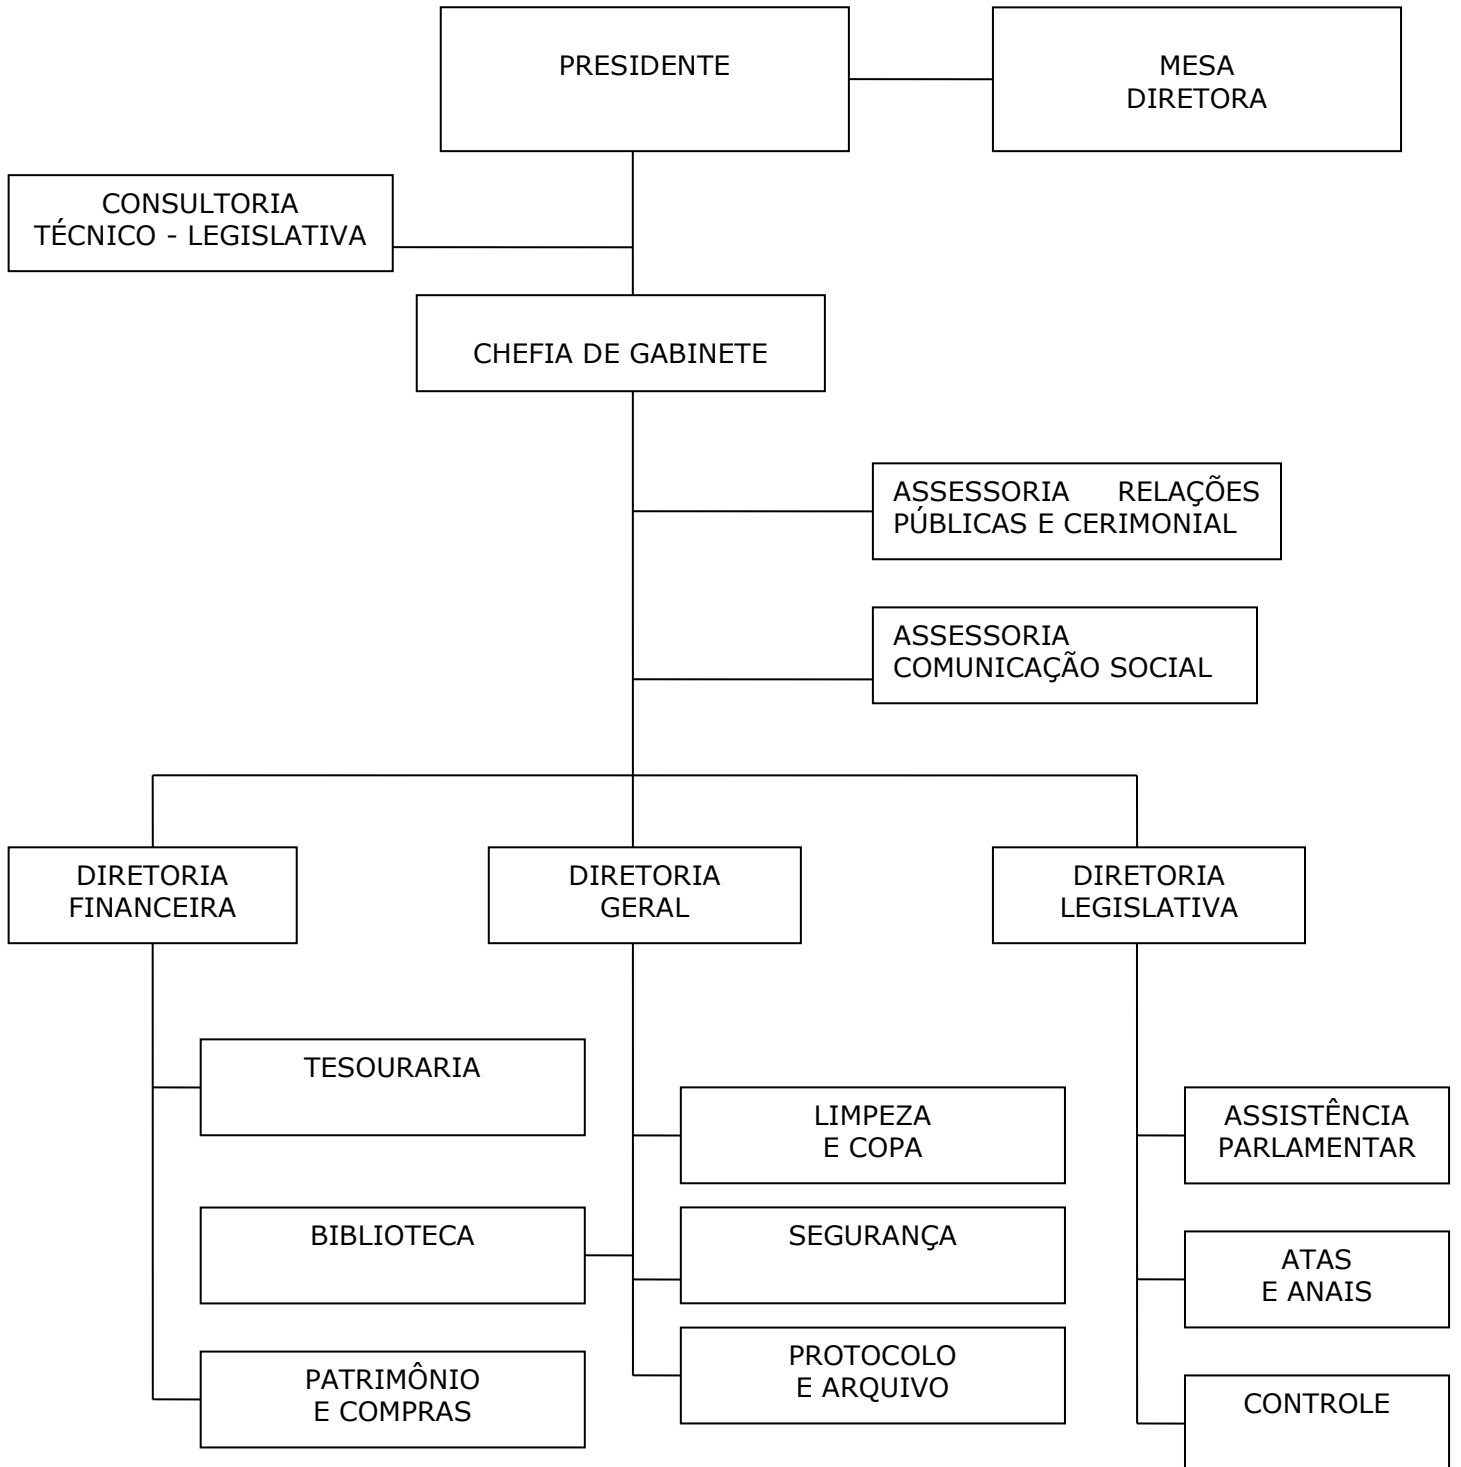 PRESIDENTE
MESA
DIRETORA
CONSULTORIA
TÉCNICO - LEGISLATIVA
CHEFIA DE GABINETE
ASSESSORIA RELAÇÕES
PÚBLICAS E CERIMONIAL
ASSESSORIA
COMUNICAÇÃO SOCIAL
DIRETORIA
FINANCEIRA
DIRETORIA
GERAL
DIRETORIA
LEGISLATIVA
TESOURARIA
BIBLIOTECA
PATRIMÔNIO
E COMPRAS
LIMPEZA
E COPA
SEGURANÇA
PROTOCOLO
E ARQUIVO
ASSISTÊNCIA
PARLAMENTAR
ATAS
E ANAIS
CONTROLE